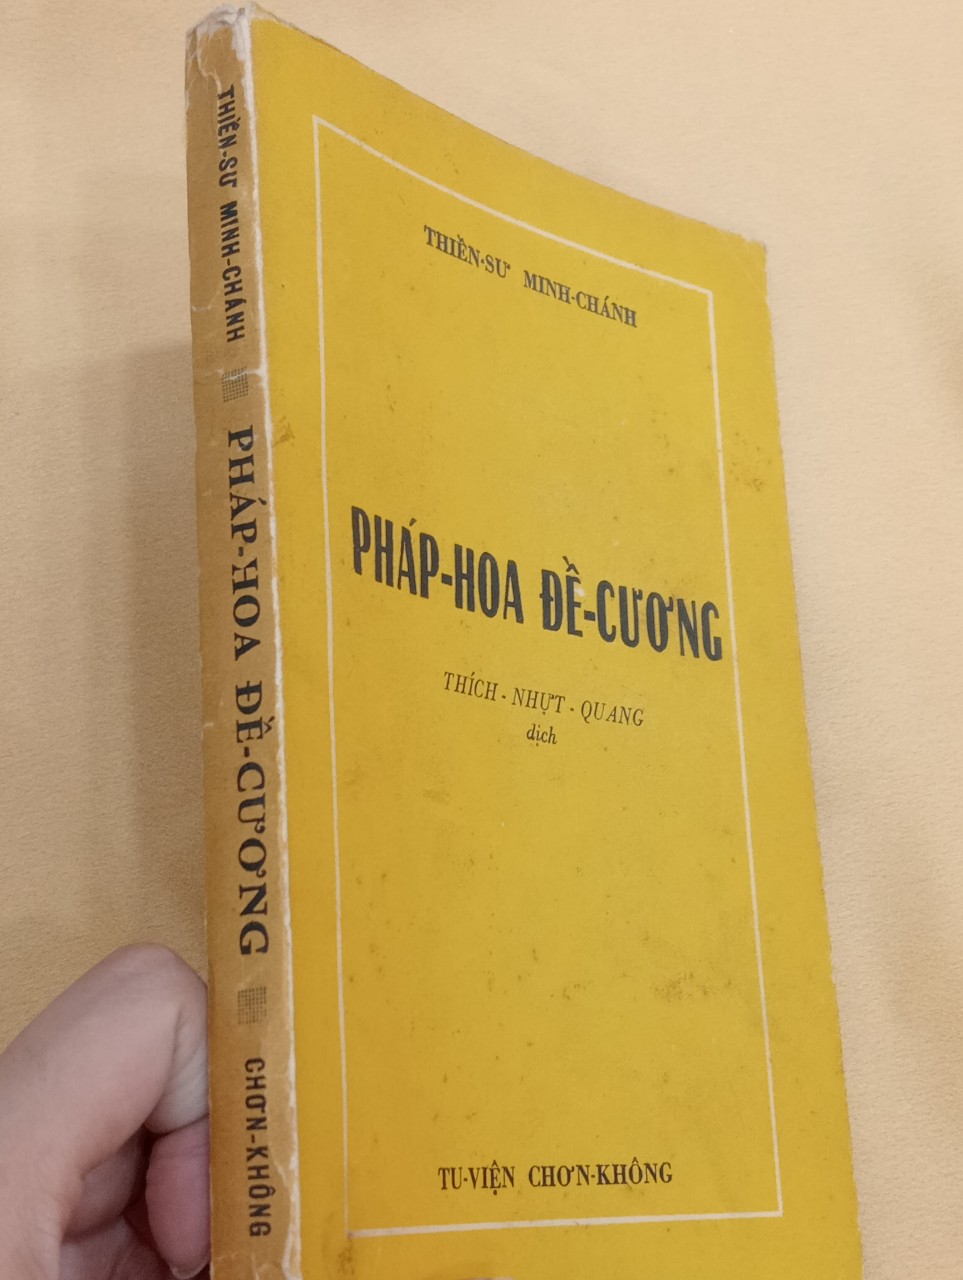 THIỀN-SƯ MINH-CHÁNH
PHÁP-HOA ĐỀ-CƯƠNG
CHƠN-KHÔNG
THIỀN-SƯ MINH-CHÁNH
PHÁP-HOA ĐỀ-CƯƠNG
THÍCH - NHỰT - QUANG
dịch
TU-VIỆN CHƠN-KHÔNG